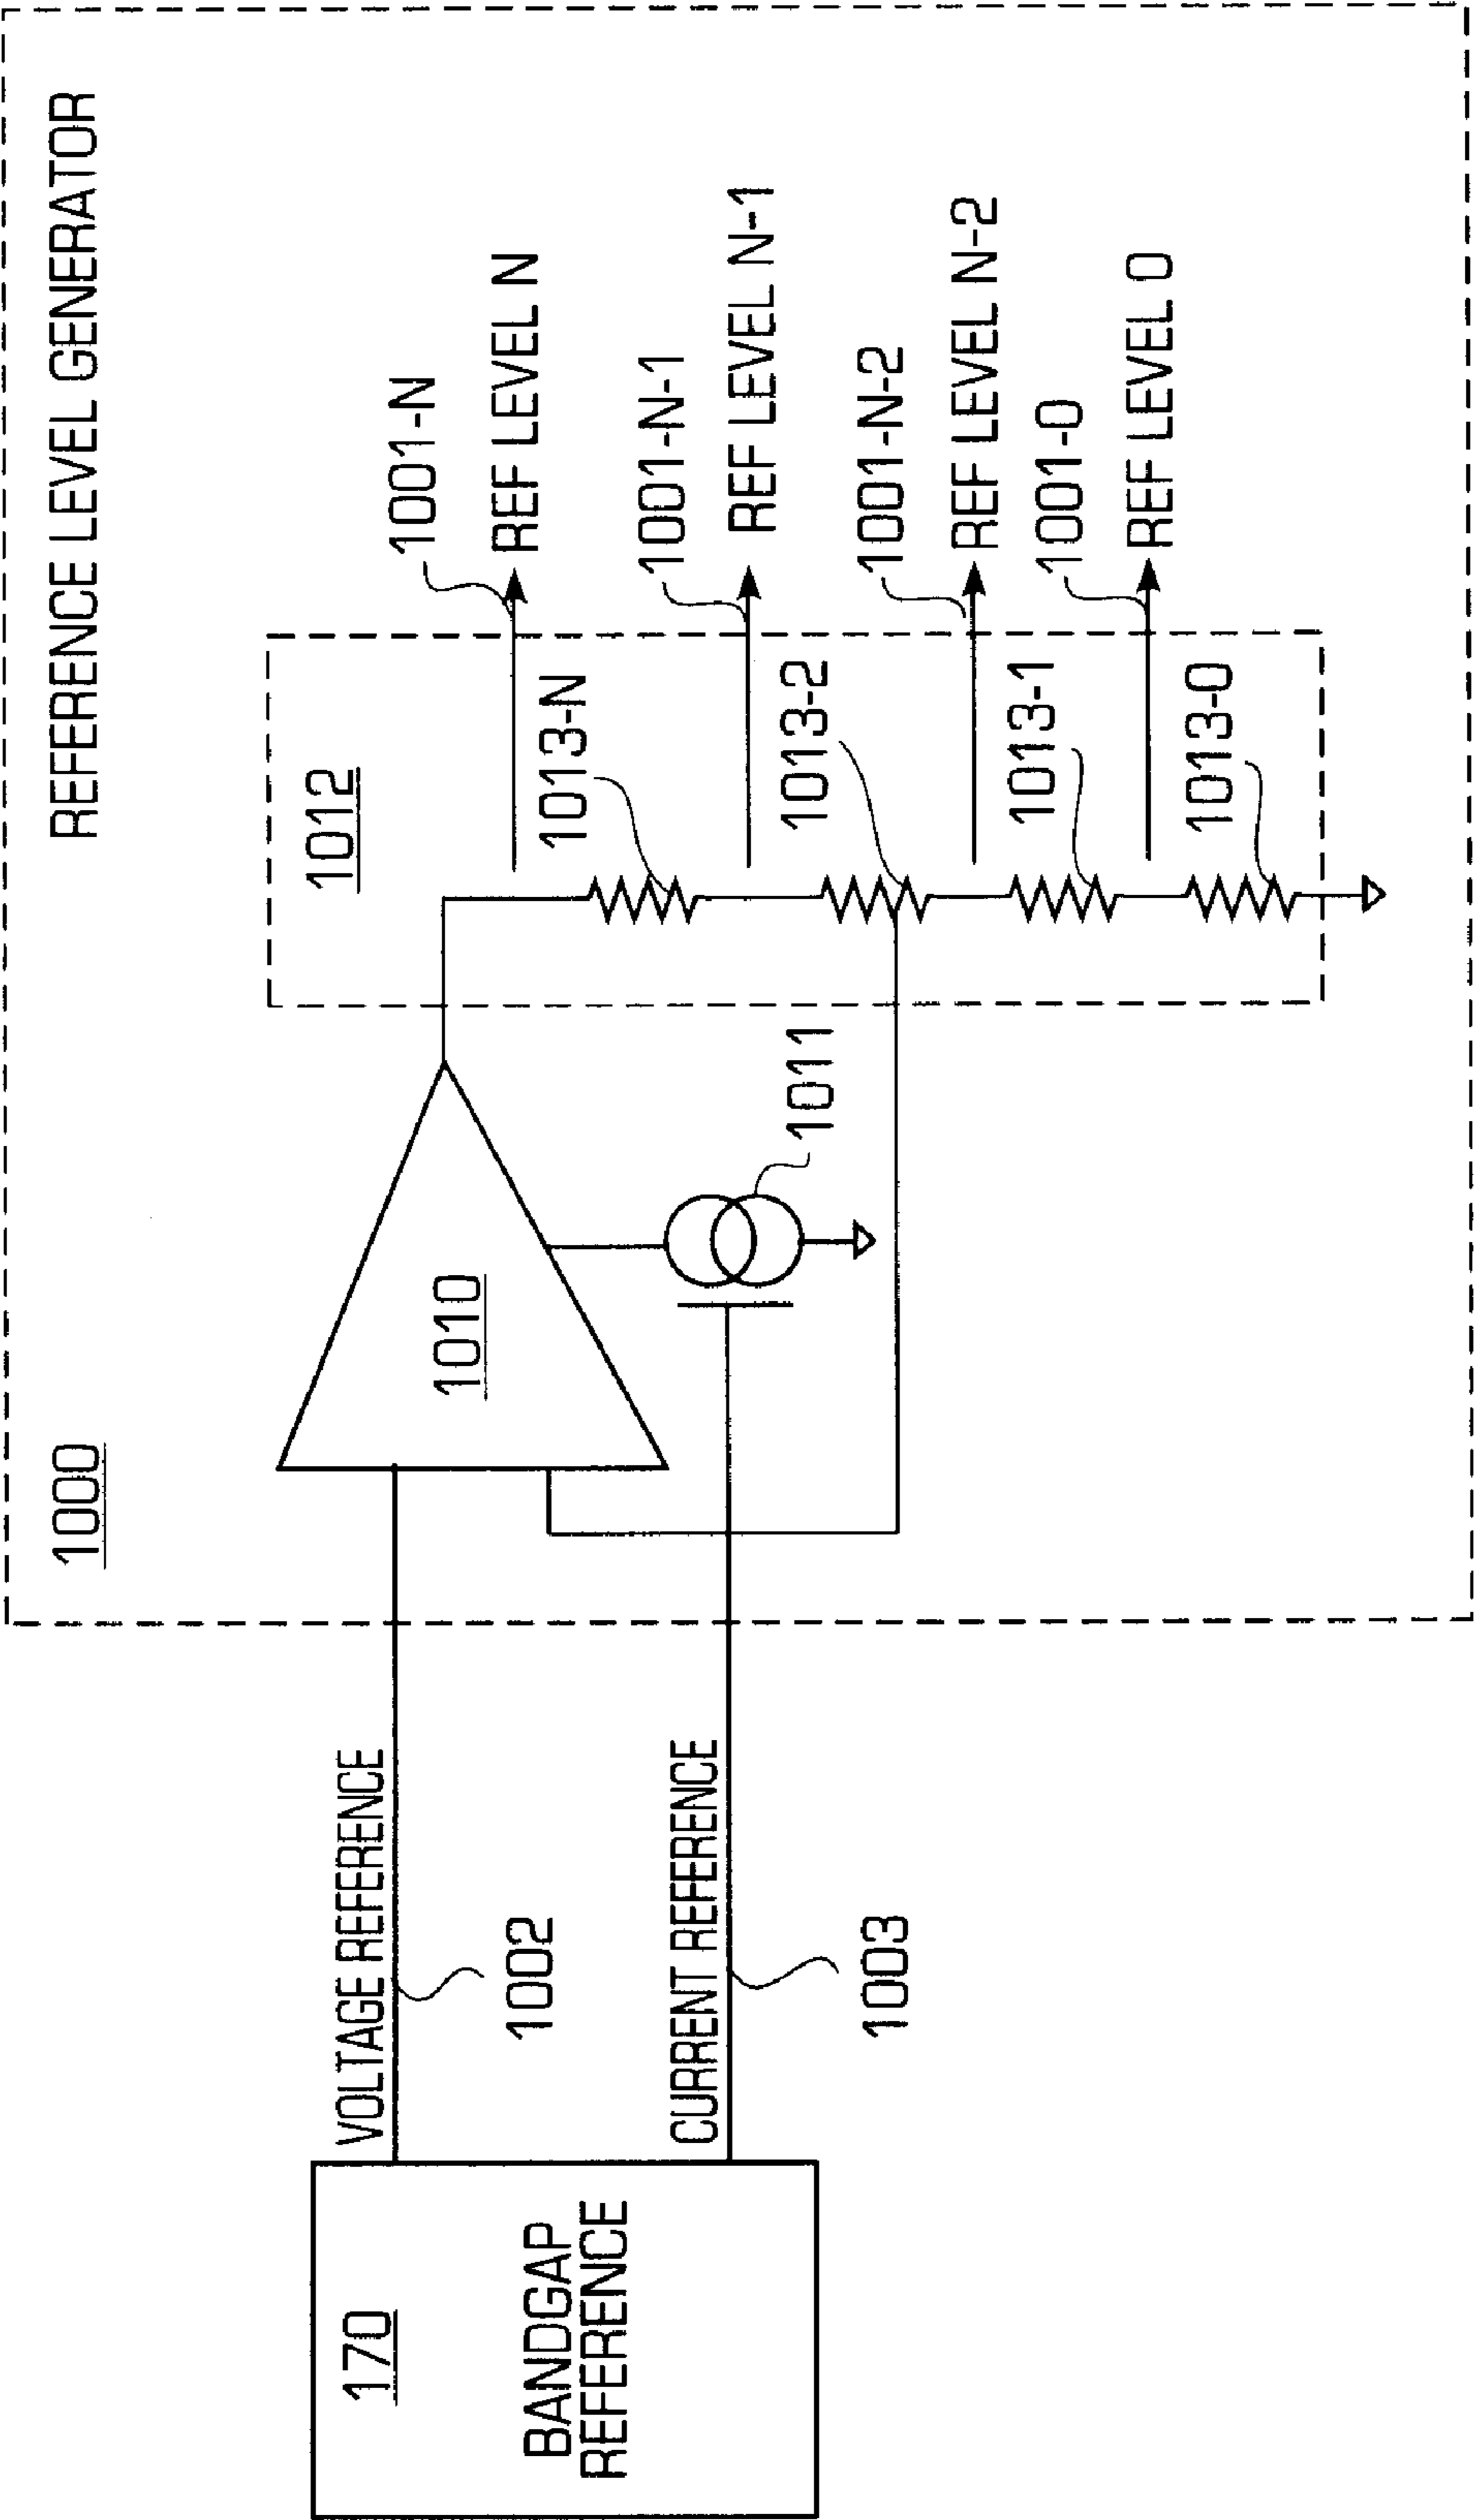 1000
REFERENCE LEVEL GENERATOR
170
BANDGAP
REFERENCE
VOLTAGE REFERENCE
1002
CURRENT REFERENCE
1003
1010
1011
1012
1001-N
REF LEVEL N
1013-N
1001-N-1
REF LEVEL N-1
1013-2
1001-N-2
REF LEVEL N-2
1013-1
1001-0
REF LEVEL 0
1013-0